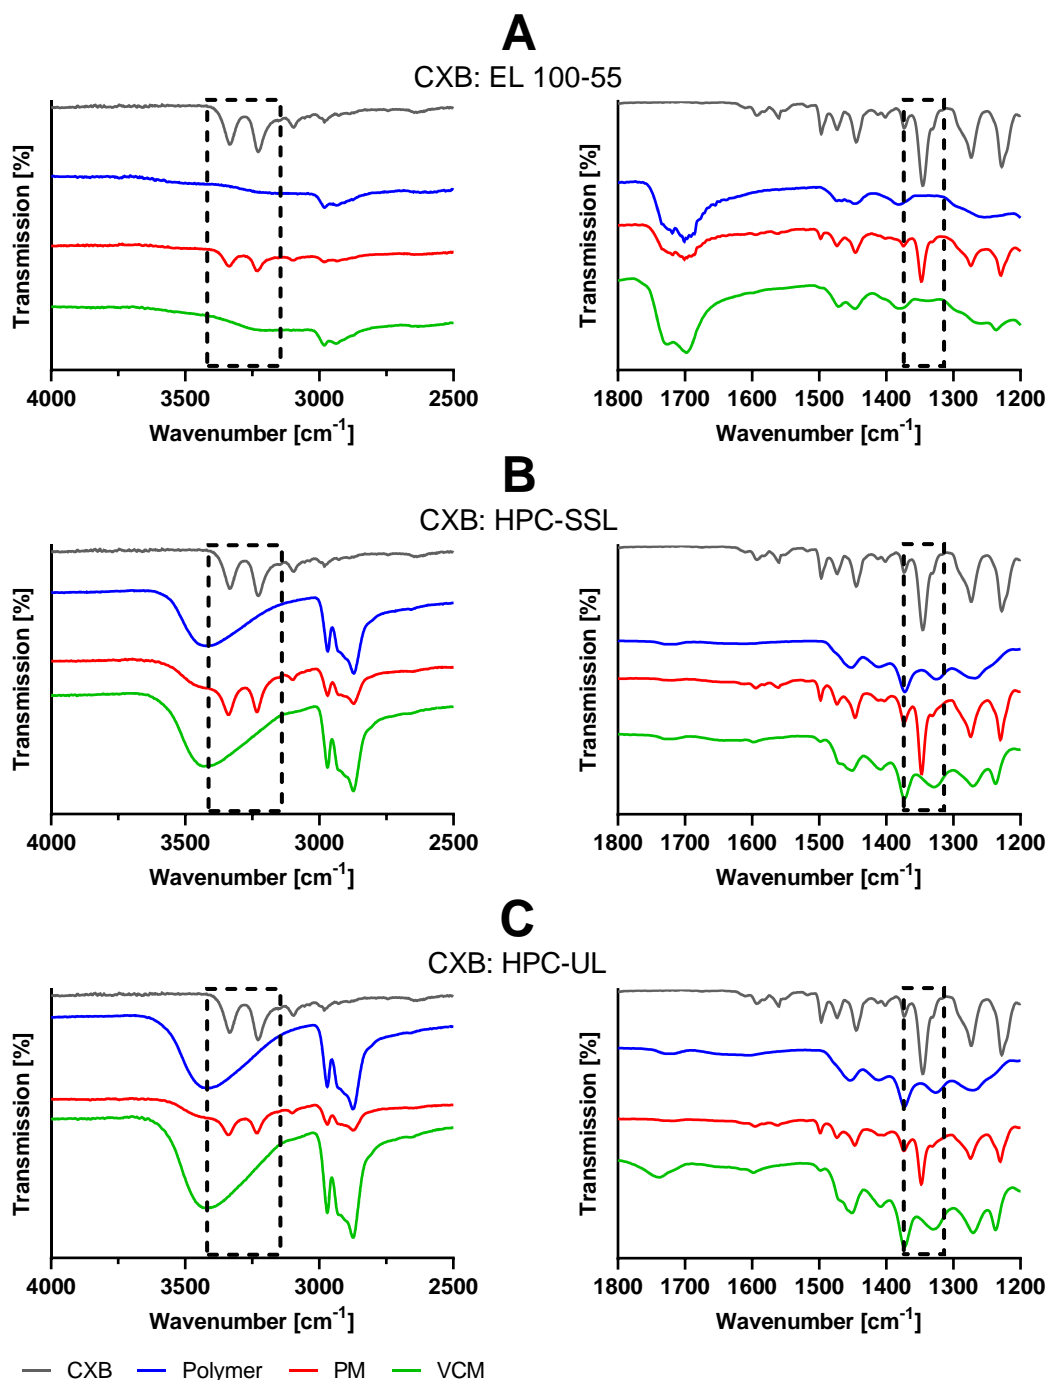 A
CXB: EL 100-55
Transmission [%]
4000 3500 3000 2500
Wavenumber [cm-1]
Transmission [%]
1800 1700 1600 1500 1400 1300 1200
Wavenumber [cm-1]
B
CXB: HPC-SSL
Transmission [%]
4000 3500 3000 2500
Wavenumber [cm-1]
Transmission [%]
1800 1700 1600 1500 1400 1300 1200
Wavenumber [cm-1]
C
CXB: HPC-UL
Transmission [%]
4000 3500 3000 2500
Wavenumber [cm-1]
Transmission [%]
1800 1700 1600 1500 1400 1300 1200
Wavenumber [cm-1]
CXB Polymer PM VCM